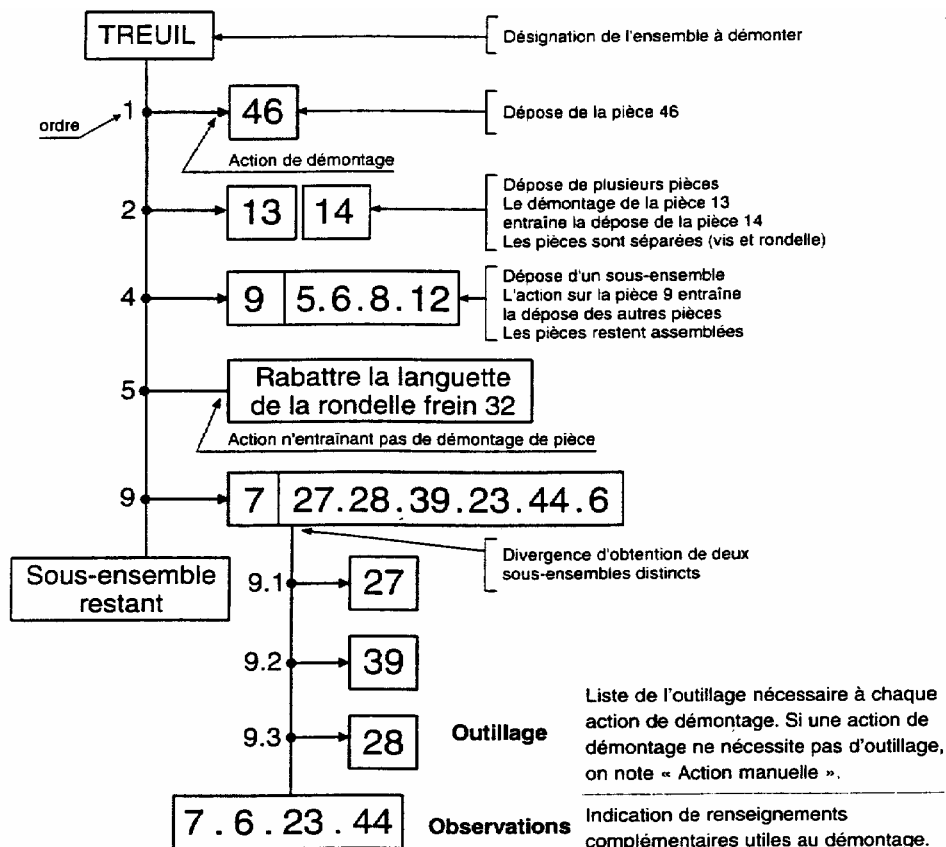 TREUIL
Désignation de l'ensemble à démonter
1
46
Dépose de la pièce 46
ordre
Action de démontage
2
13
14
Dépose de plusieurs pièces
Le démontage de la pièce 13
entraîne la dépose de la pièce 14
Les pièces sont séparées (vis et rondelle)
4
9
5.6.8.12
Dépose d'un sous-ensemble
L'action sur la pièce 9 entraîne
la dépose des autres pièces
Les pièces restent assemblées
5
Rabattre la languette
de la rondelle frein 32
Action n'entraînant pas de démontage de pièce
9
7
27.28.39.23.44.6
Divergence d'obtention de deux
sous-ensembles distincts
Sous-ensemble
restant
9.1
27
9.2
39
9.3
28
Outillage
Liste de l'outillage nécessaire à chaque
action de démontage. Si une action de
démontage ne nécessite pas d'outillage,
on note « Action manuelle ».
7.6.23.44
Observations
Indication de renseignements
complémentaires utiles au démontage.